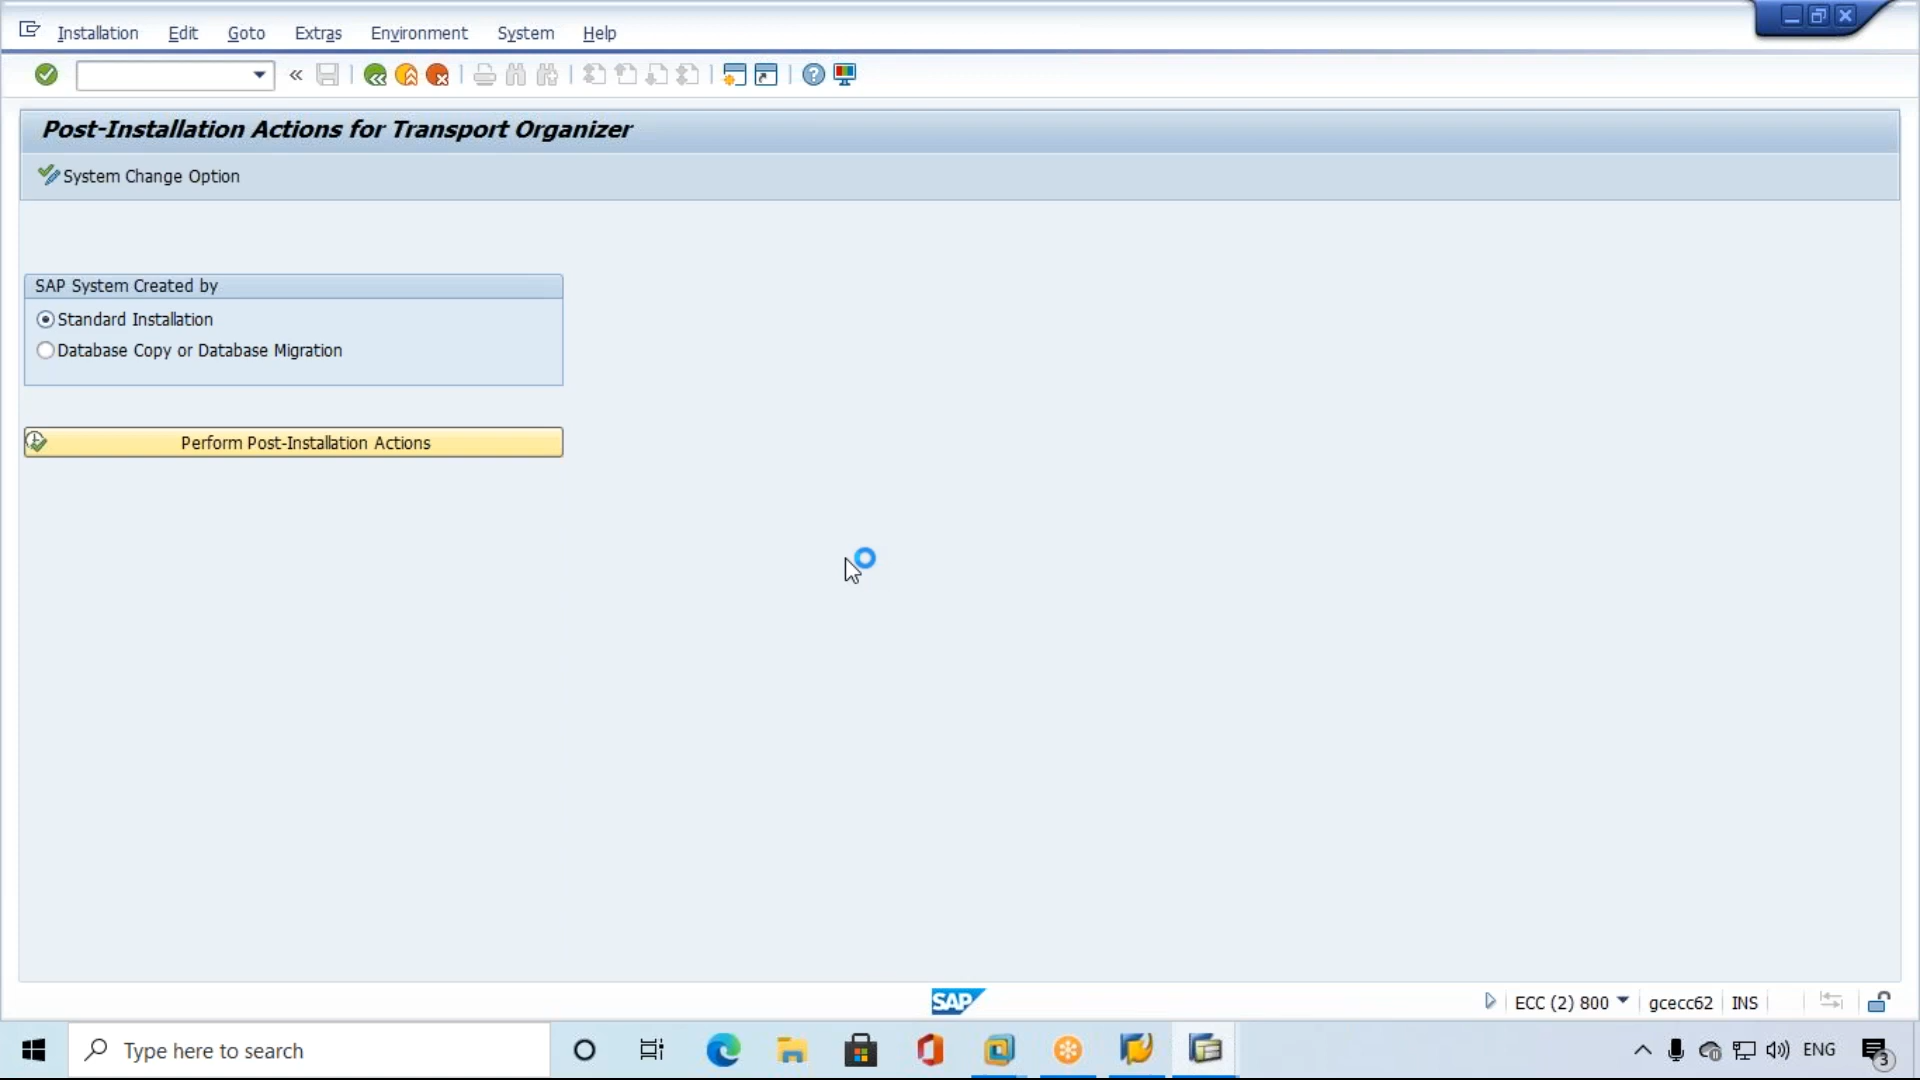 Installation Edit Goto Extras Environment System Help
Post-Installation Actions for Transport Organizer
System Change Option
SAP System Created by
Standard Installation
Database Copy or Database Migration
Perform Post-Installation Actions
SAP
ECC (2) 800 gcecc62 INS
Type here to search
ENG
3